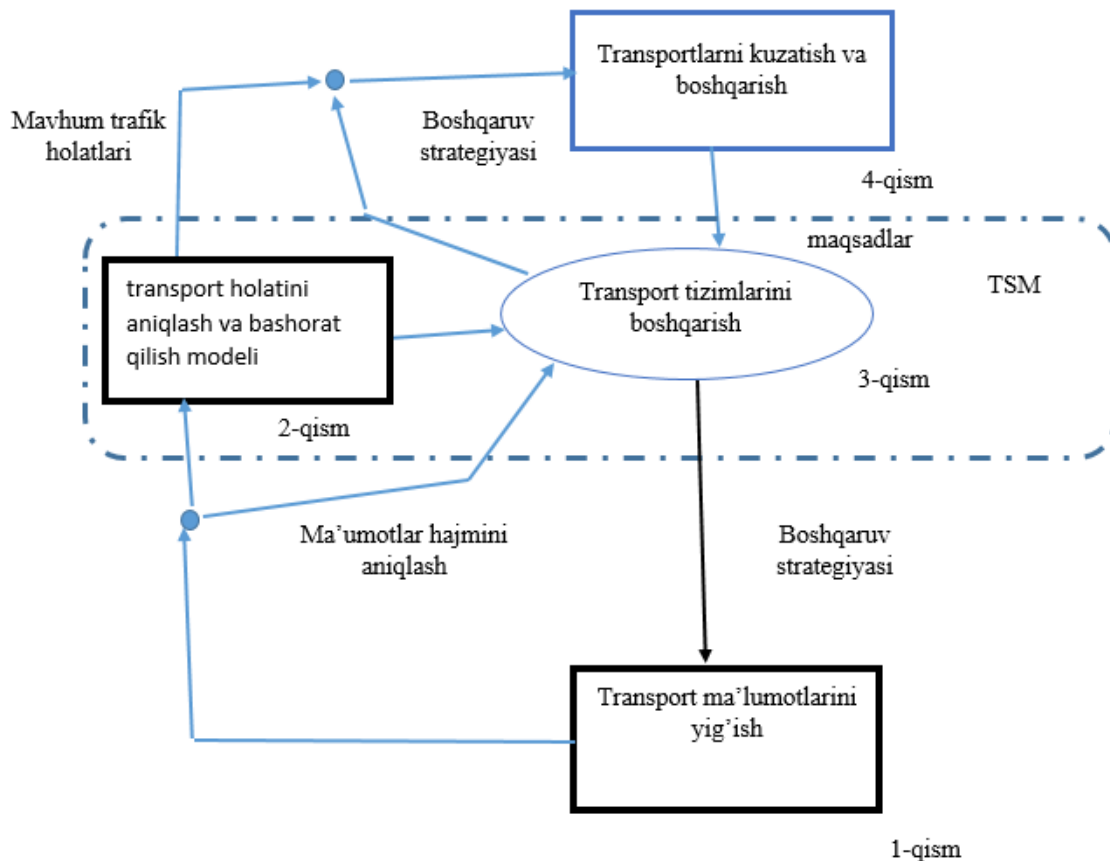 Transportlarni kuzatish va
boshqarish
Mavhum trafik
holatlari
Boshqaruv
strategiyasi
4-qism
maqsadlar
TSM
transport holatini
aniqlash va bashorat
qilish modeli
Transport tizimlarini
boshqarish
3-qism
2-qism
Ma’umotlar hajmini
aniqlash
Boshqaruv
strategiyasi
Transport ma’lumotlarini
yig’ish
1-qism